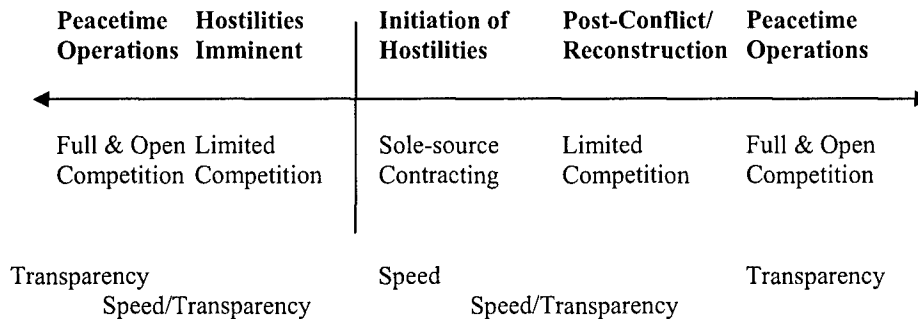 Peacetime Hostilities Initiation of Post-Conflict/ Peacetime
Operations Imminent Hostilities Reconstruction Operations
Full & Open Limited Sole-source Limited Full & Open
Competition Competition Contracting Competition Competition
Transparency Speed Transparency
Speed/Transparency Speed/Transparency